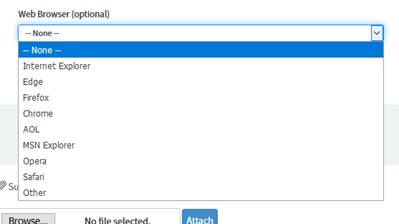 Web Browser (optional)
-- None --
-- None --
Internet Explorer
Edge
Firefox
Chrome
AOL
MSN Explorer
Opera
Safari
Other
Su
Browse... No file selected. Attach